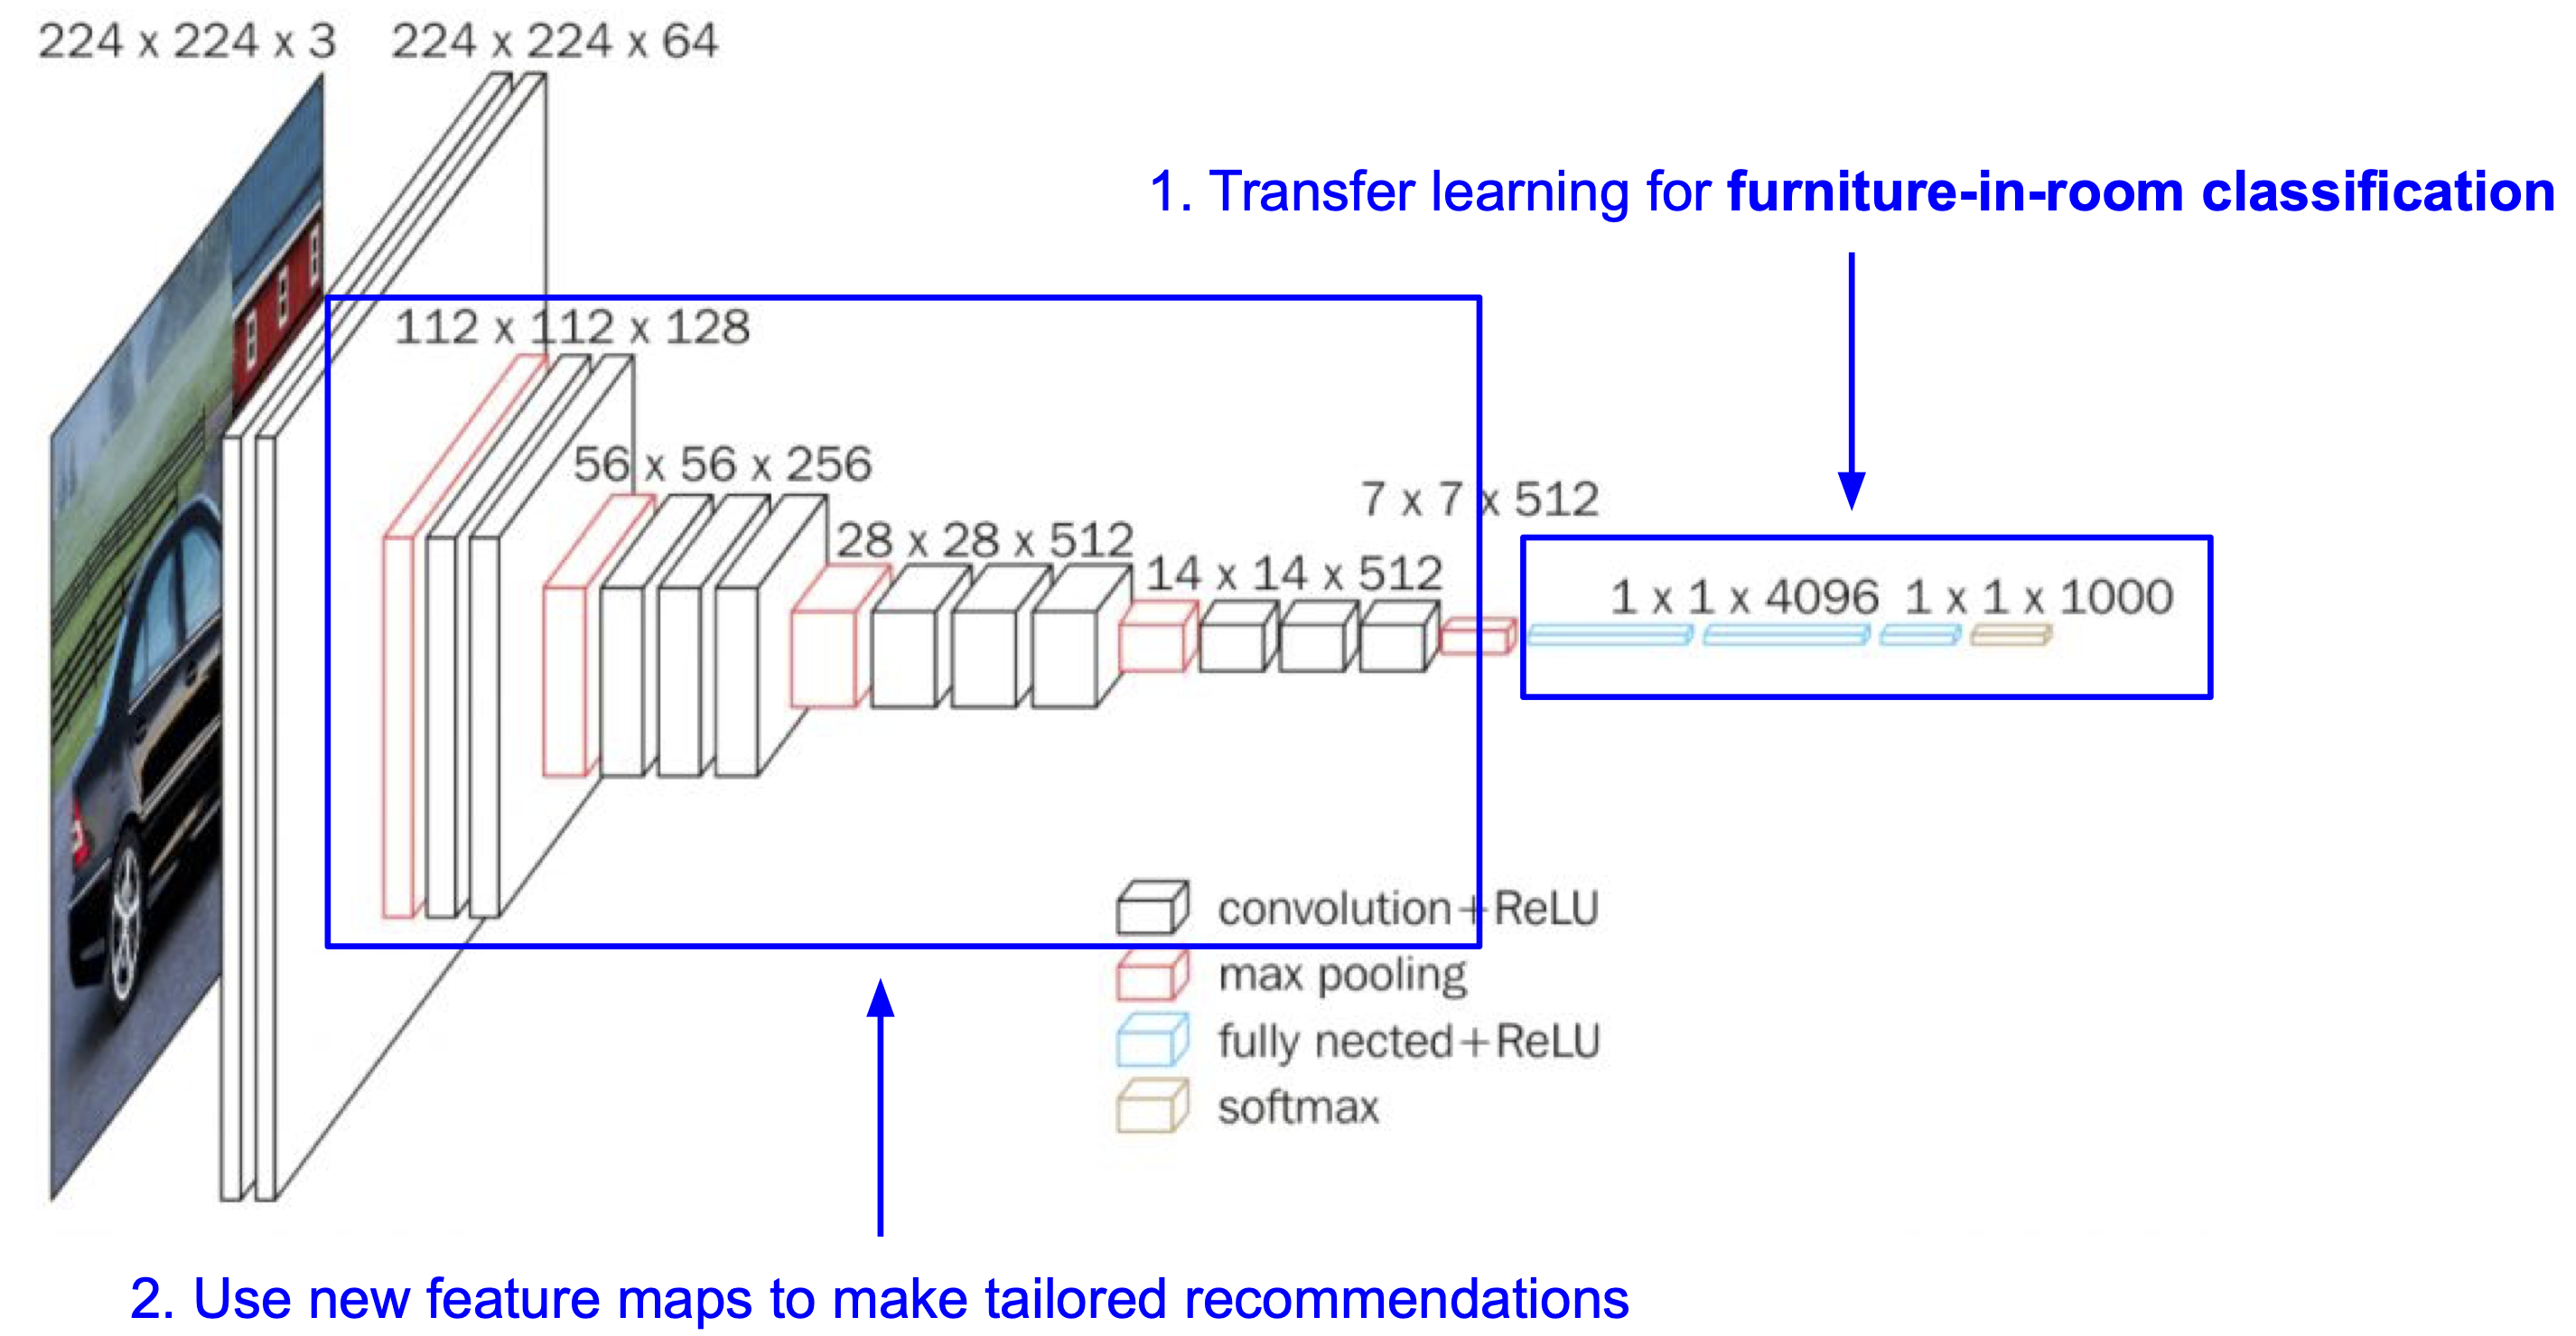 224 x 224 x 3
224 x 224 x 64
1. Transfer learning for furniture-in-room classification
112 x 112 x 128
56 x 56 x 256
28 x 28 x 512
14 x 14 x 512
7 x 7 x 512
1 x 1 x 4096
1 x 1 x 1000
convolution+ReLU
max pooling
fully nected+ReLU
softmax
2. Use new feature maps to make tailored recommendations